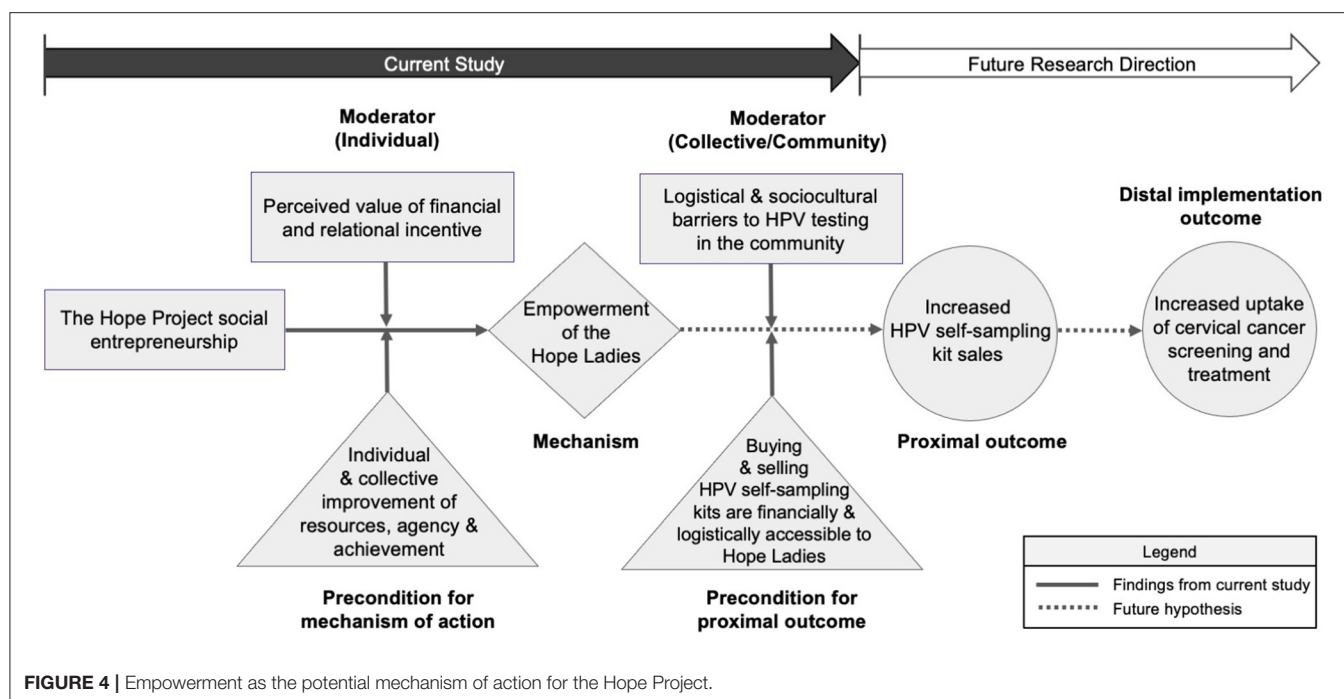 Current Study
Future Research Direction
Moderator
(Individual)
Moderator
(Collective/Community)
Perceived value of financial
and relational incentive
Logistical & sociocultural
barriers to HPV testing
in the community
Distal implementation
outcome
The Hope Project social
entrepreneurship
Empowerment
of the
Hope Ladies
Increased
HPV self-sampling
kit sales
Increased uptake
of cervical cancer
screening and
treatment
Mechanism
Proximal outcome
Individual
& collective
improvement of
resources, agency &
achievement
Buying
& selling
HPV self-sampling
kits are financially &
logistically accessible to
Hope Ladies
Precondition for
mechanism of action
Precondition for
proximal outcome
Legend
Findings from current study
Future hypothesis
FIGURE 4 | Empowerment as the potential mechanism of action for the Hope Project.